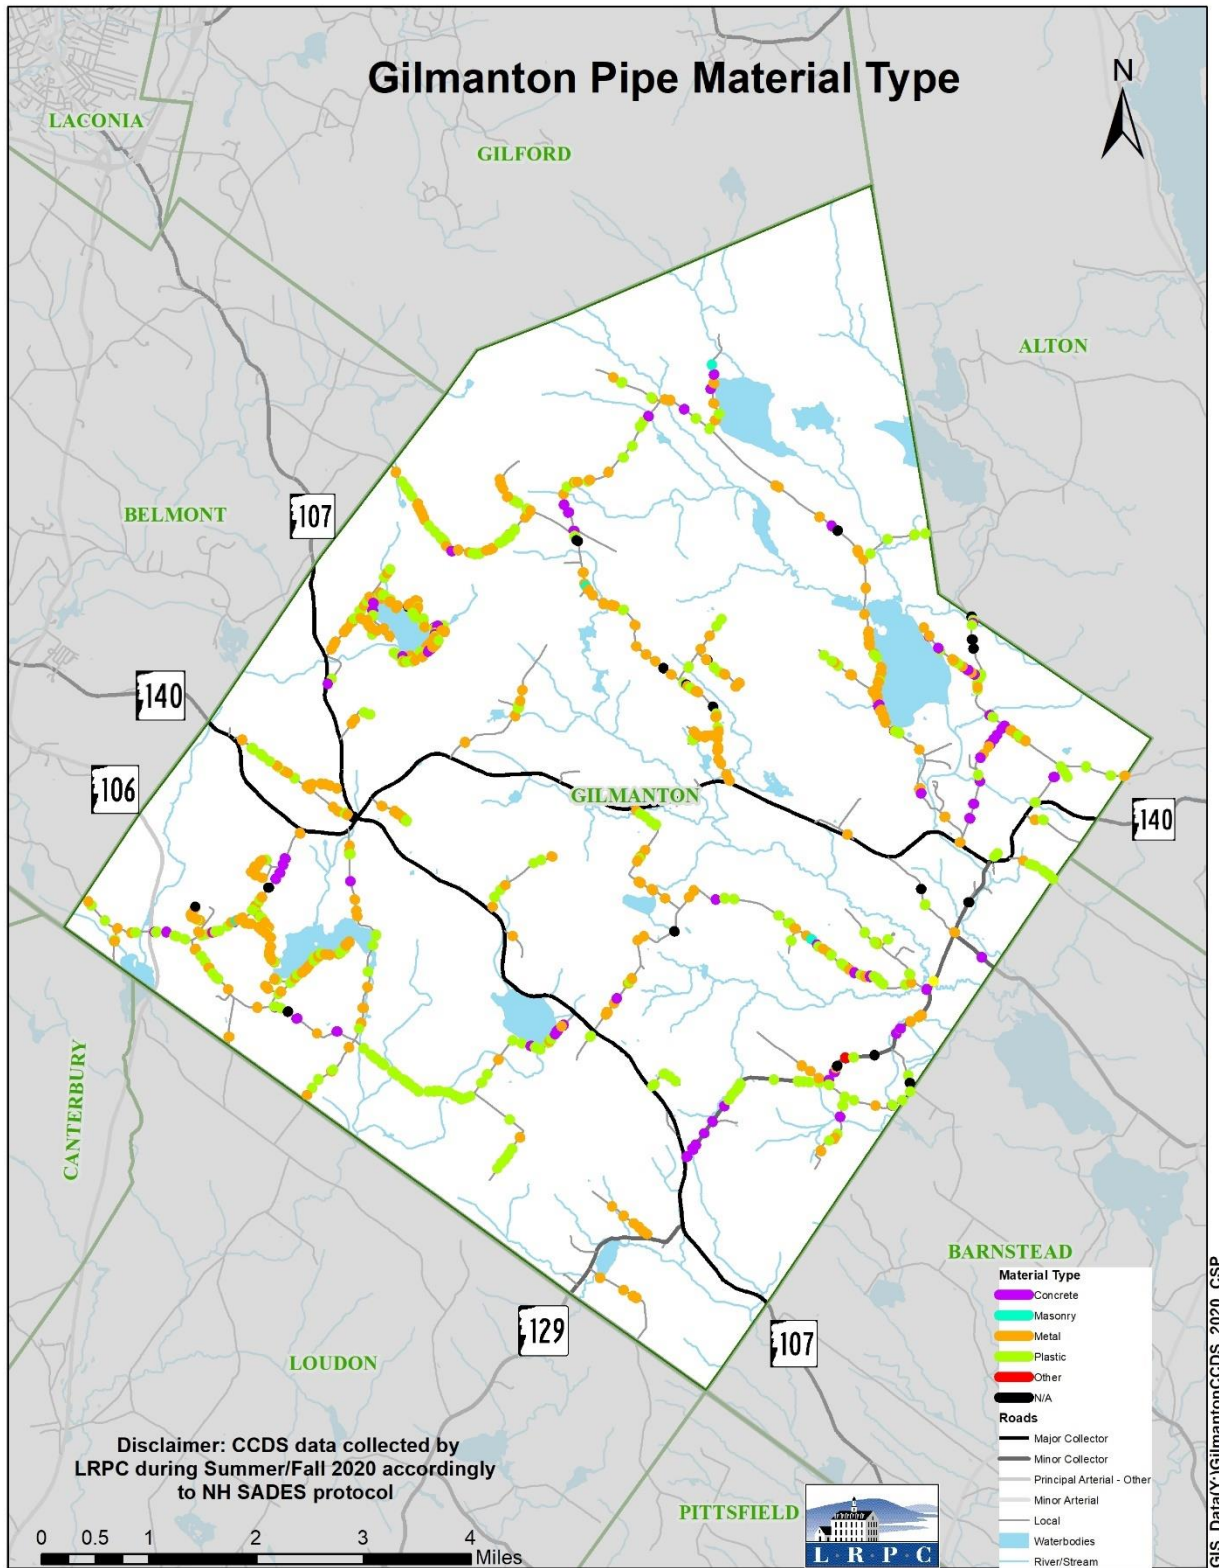 Gilmanton Pipe Material Type
N
LACONIA
GILFORD
ALTON
BELMONT
107
140
106
GILMANTON
140
CANTERBURY
BARNSTEAD
129
107
LOUDON
PITTSFIELD
Material Type
Concrete
Masonry
Metal
Plastic
Other
N/A
Roads
Major Collector
Minor Collector
Principal Arterial - Other
Minor Arterial
Local
Waterbodies
River/Stream
Disclaimer: CCDS data collected by
LRPC during Summer/Fall 2020 accordingly
to NH SADES protocol
0 0.5 1 2 3 4
Miles
L·R·P·C